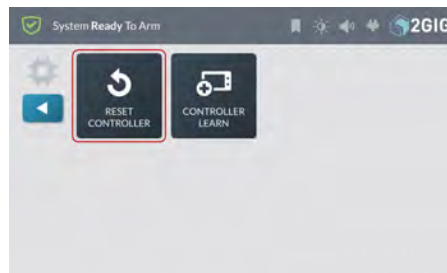 System Ready To Arm
2GIG
RESET
CONTROLLER
CONTROLLER
LEARN